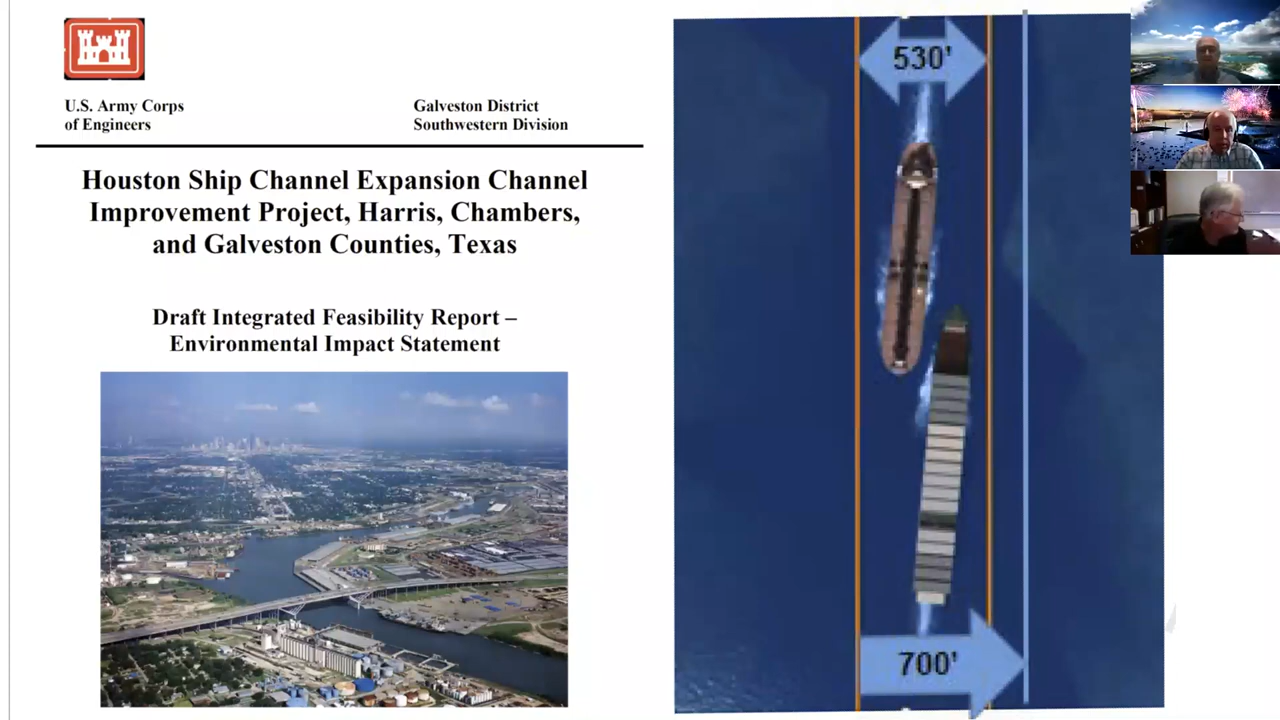 U.S. Army Corps
of Engineers
Galveston District
Southwestern Division
Houston Ship Channel Expansion Channel
Improvement Project, Harris, Chambers,
and Galveston Counties, Texas
Draft Integrated Feasibility Report –
Environmental Impact Statement
530'
700'